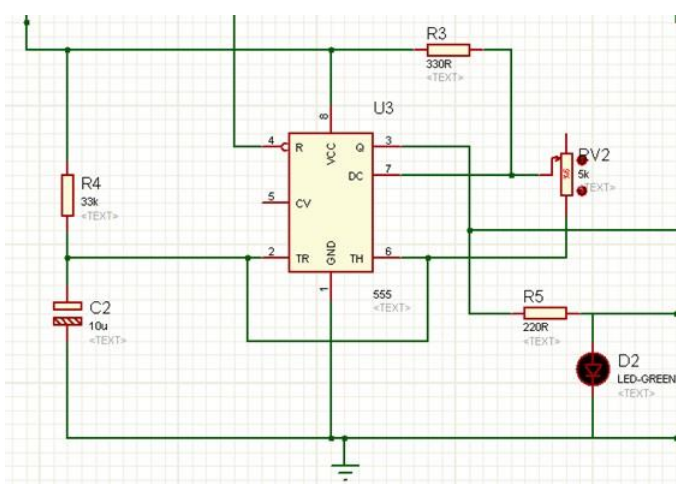 R3
330R
<TEXT>
U3
8
4
R
VCC
Q
3
DC
7
RV2
5k
<TEXT>
R4
33k
<TEXT>
5
CV
2
TR
GND
TH
6
1
555
<TEXT>
C2
10u
<TEXT>
R5
220R
<TEXT>
D2
LED-GREEN
<TEXT>